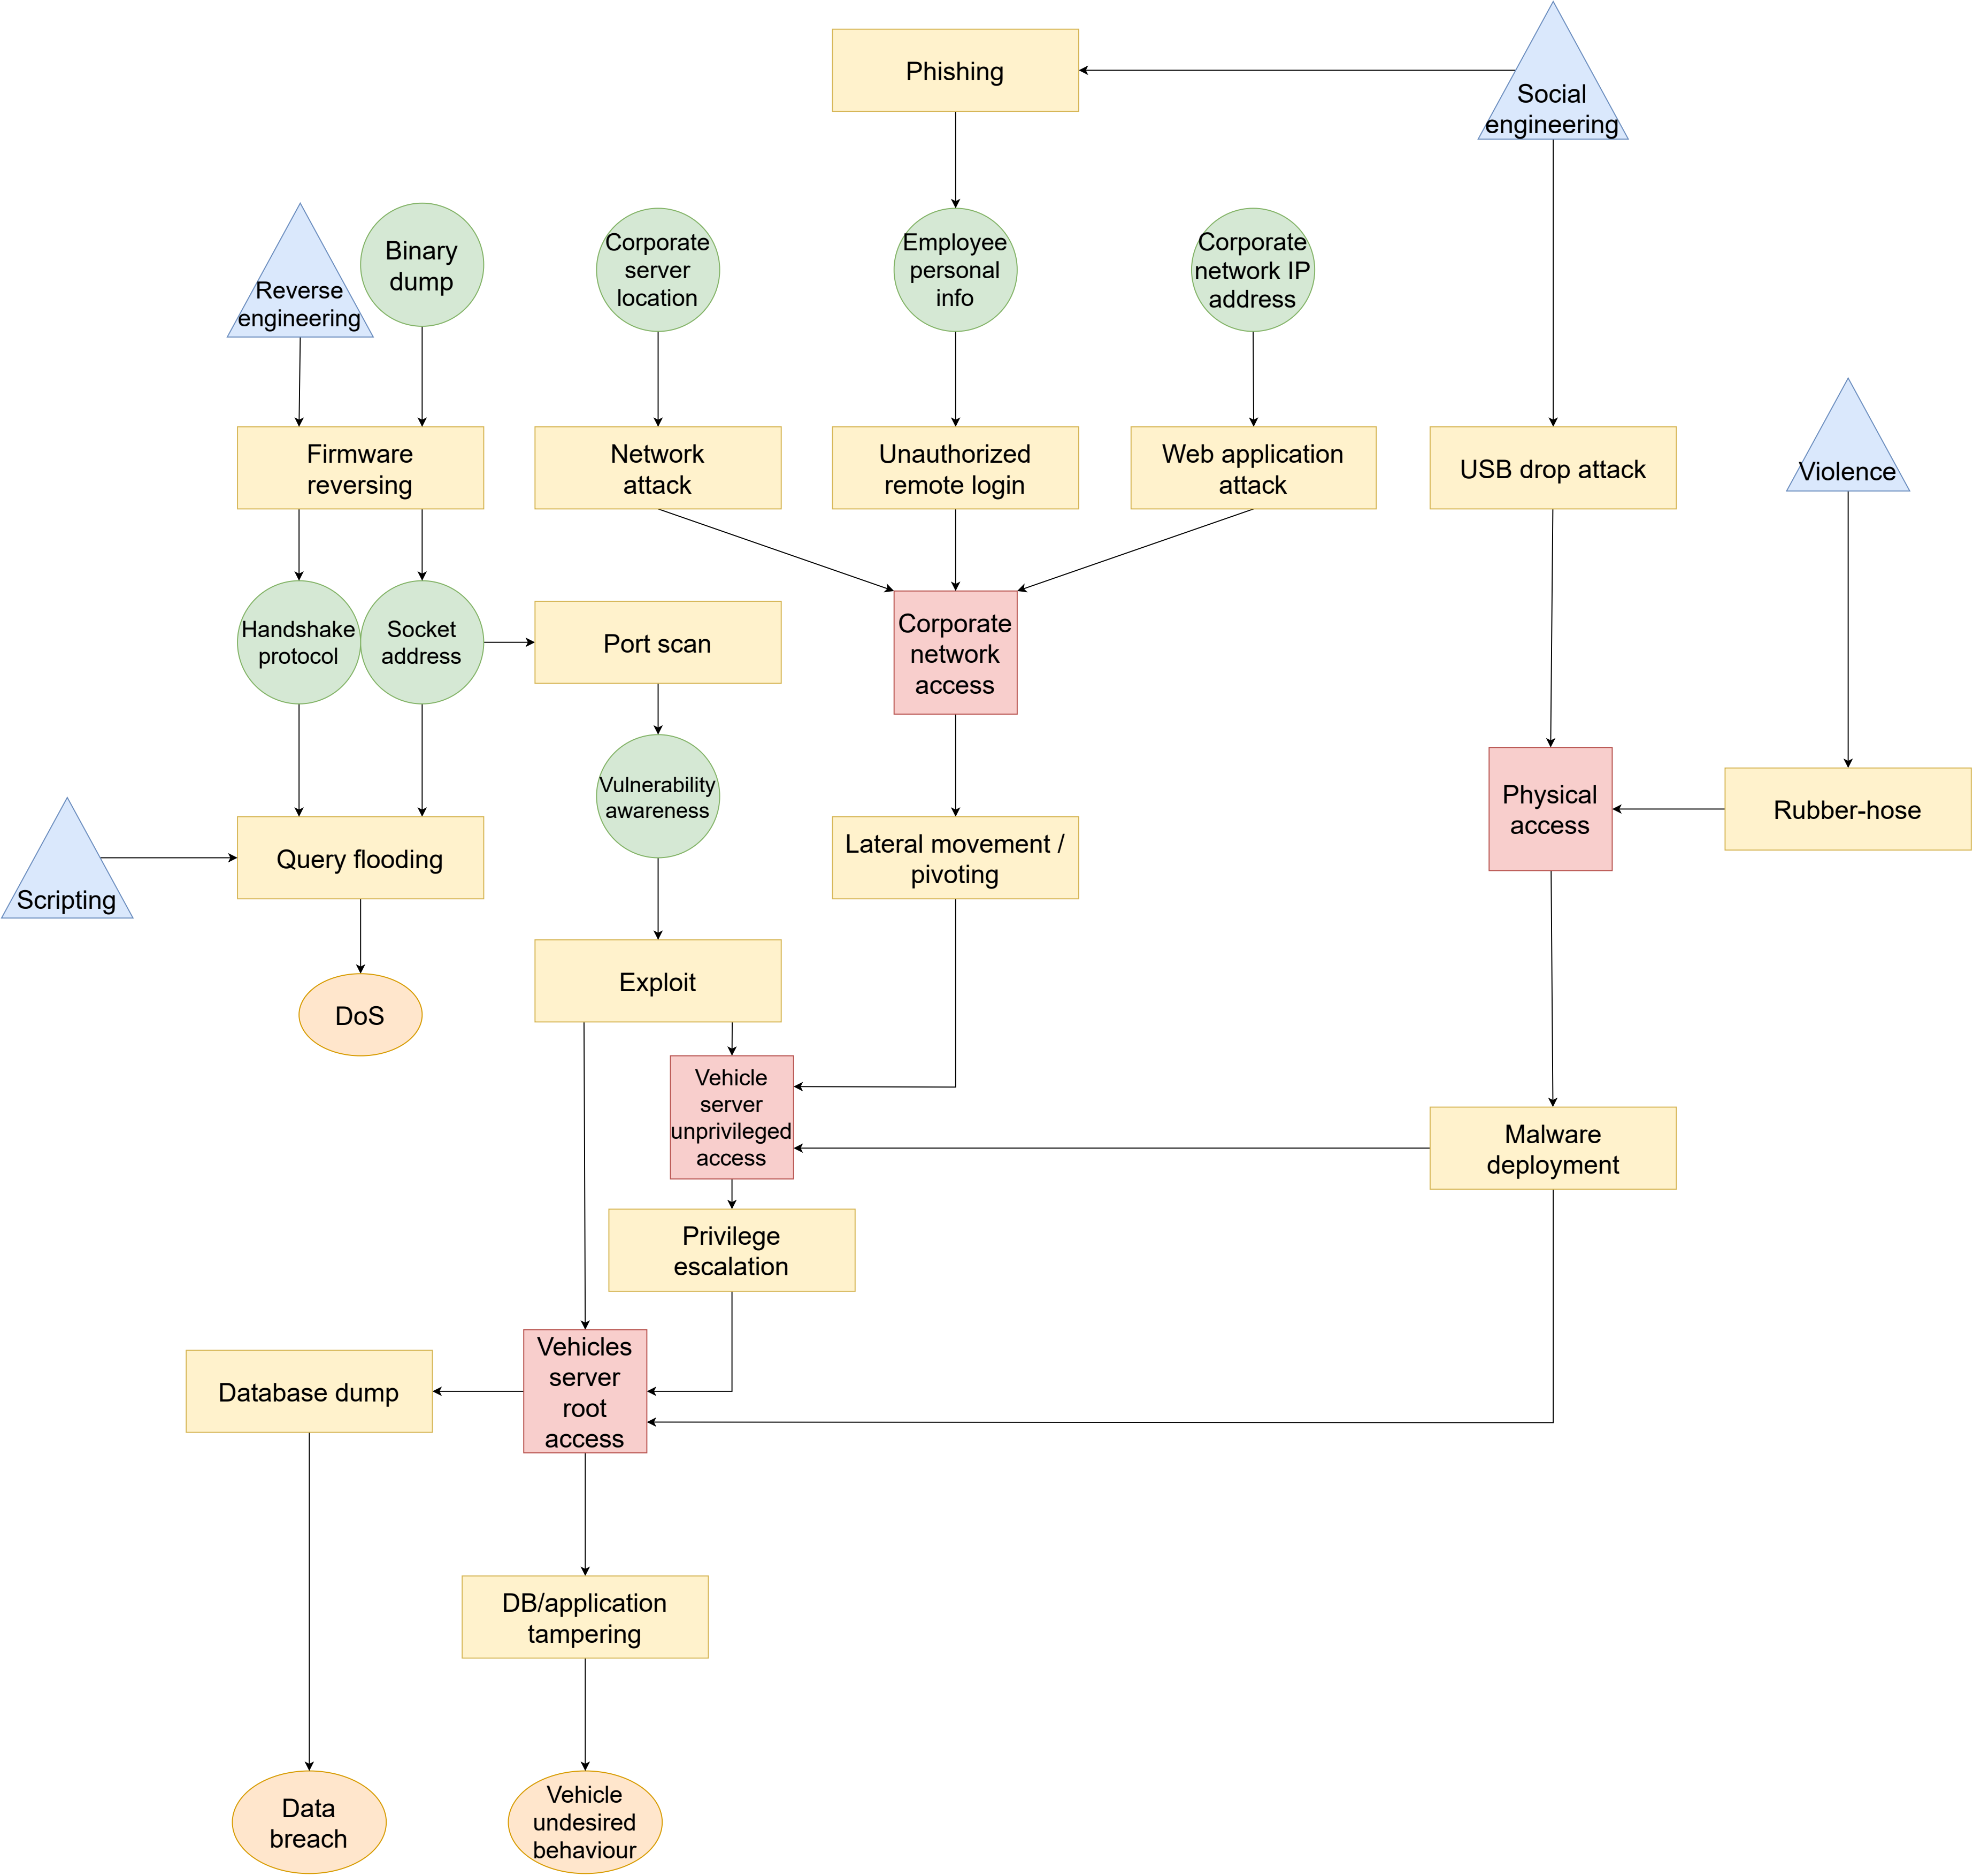 Phishing
Social
engineering
Reverse
engineering
Binary
dump
Corporate
server
location
Employee
personal
info
Corporate
network IP
address
Firmware
reversing
Network
attack
Unauthorized
remote login
Web application
attack
USB drop attack
Violence
Handshake
protocol
Socket
address
Port scan
Corporate
network
access
Vulnerability
awareness
Physical
access
Rubber-hose
Scripting
Query flooding
Lateral movement /
pivoting
Exploit
DoS
Vehicle
server
unprivileged
access
Malware
deployment
Privilege
escalation
Database dump
Vehicles
server
root
access
DB/application
tampering
Data
breach
Vehicle
undesired
behaviour